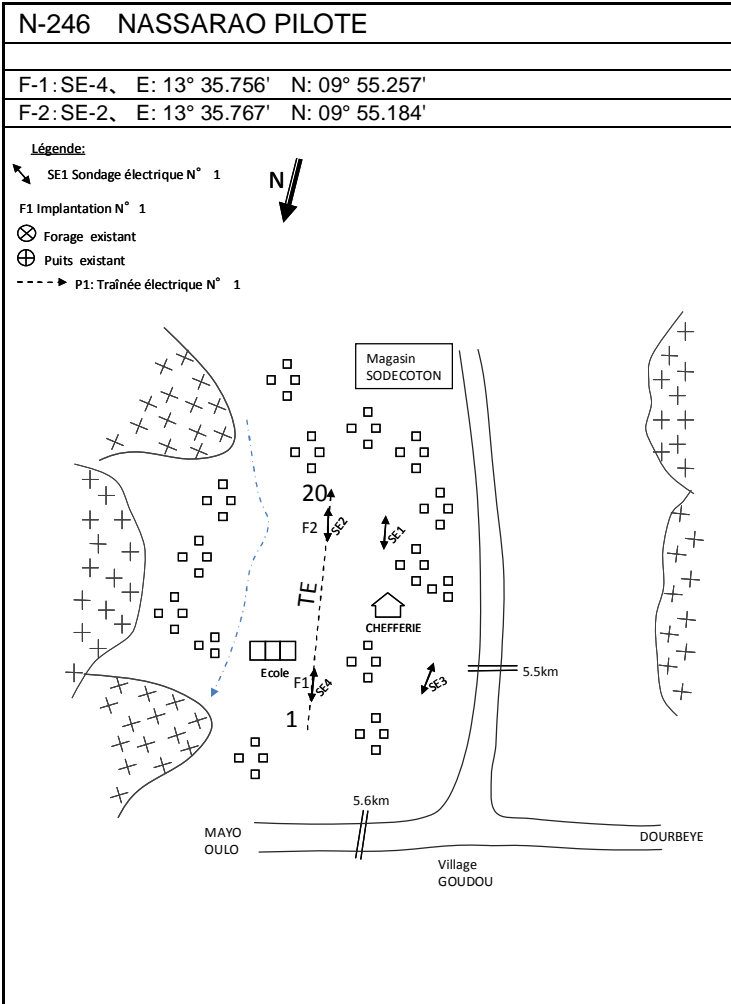 N-246 NASSARAO PILOTE
F-1:SE-4、 E: 13° 35.756' N: 09° 55.257'
F-2:SE-2、 E: 13° 35.767' N: 09° 55.184'
Légende:
SE1 Sondage électrique N° 1
N
F1 Implantation N° 1
Forage existant
Puits existant
P1: Traînée électrique N° 1
Magasin
SODECOTON
20
F2
SE2
SE1
TE
CHEFFERIE
Ecole
F1
SE4
SE3
5.5km
1
5.6km
MAYO
OULO
DOURBEYE
Village
GOUDOU